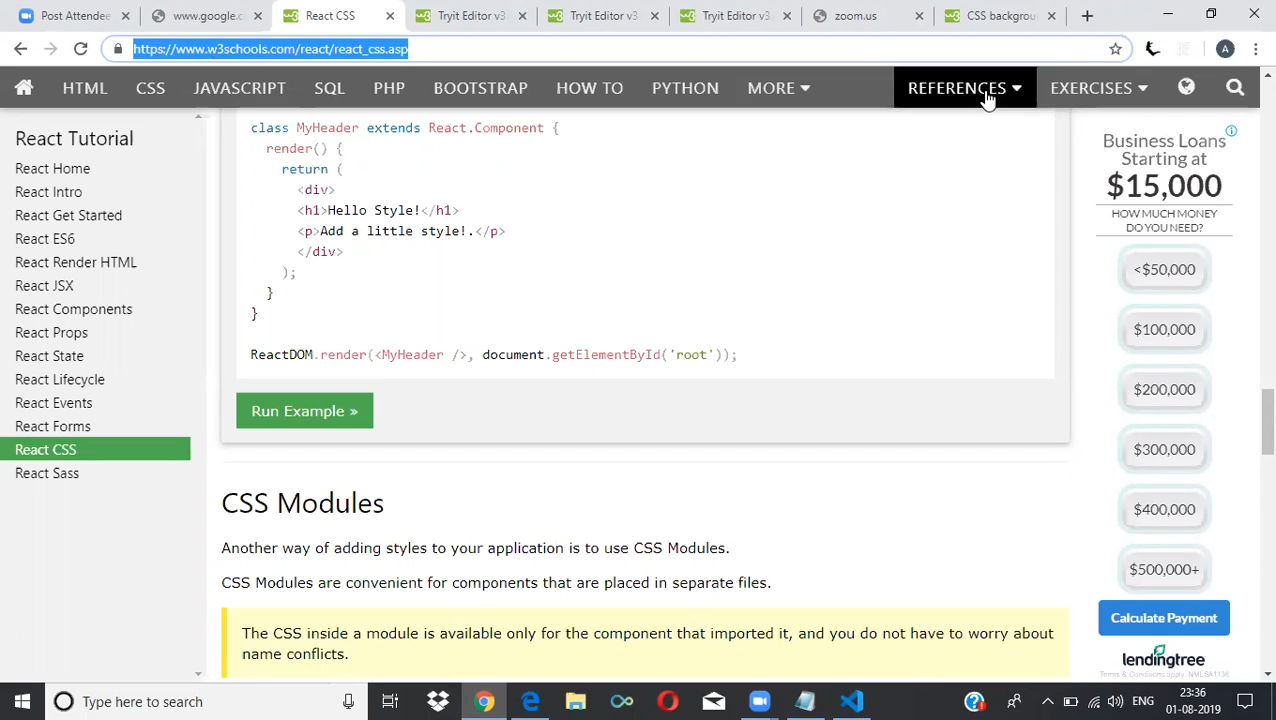 Post Attendee
www.google.c
React CSS
Tryit Editor v3
Tryit Editor v3
Tryit Editor v3
zoom.us
CSS backgrou
https://www.w3schools.com/react/react_css.asp
A
HTML
CSS
JAVASCRIPT
SQL
PHP
BOOTSTRAP
HOW TO
PYTHON
MORE
REFERENCES
EXERCISES
React Tutorial
React Home
React Intro
React Get Started
React ES6
React Render HTML
React JSX
React Components
React Props
React State
React Lifecycle
React Events
React Forms
React CSS
React Sass
class MyHeader extends React.Component {
render() {
return (
<div>
<h1>Hello Style!</h1>
<p>Add a little style!.</p>
</div>
);
}
}
ReactDOM.render(<MyHeader />, document.getElementById('root'));
Run Example »
CSS Modules
Another way of adding styles to your application is to use CSS Modules.
CSS Modules are convenient for components that are placed in separate files.
The CSS inside a module is available only for the component that imported it, and you do not have to worry about
name conflicts.
Business Loans
Starting at
$15,000
HOW MUCH MONEY
DO YOU NEED?
<$50,000
$100,000
$200,000
$300,000
$400,000
$500,000+
Calculate Payment
lendingtree
Terms & Conditions apply. NMLS#1136
Type here to search
ENG
23:36
01-08-2019